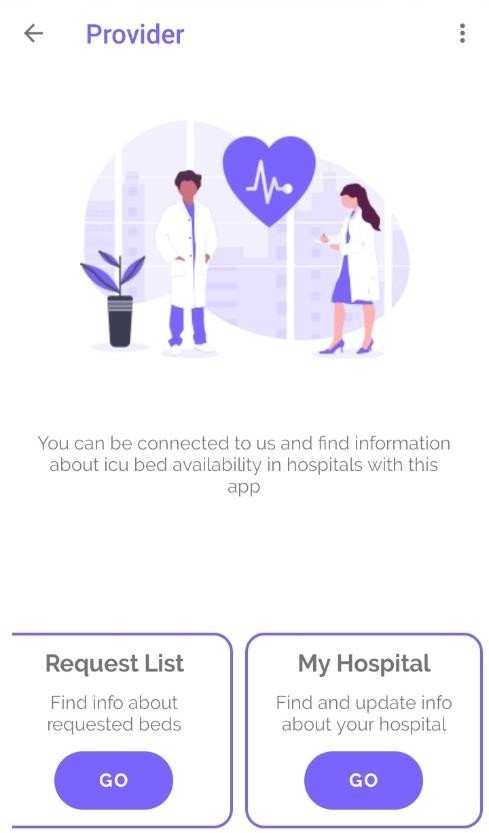 Provider
You can be connected to us and find information
about icu bed availability in hospitals with this
app
Request List
Find info about
requested beds
GO
My Hospital
Find and update info
about your hospital
GO